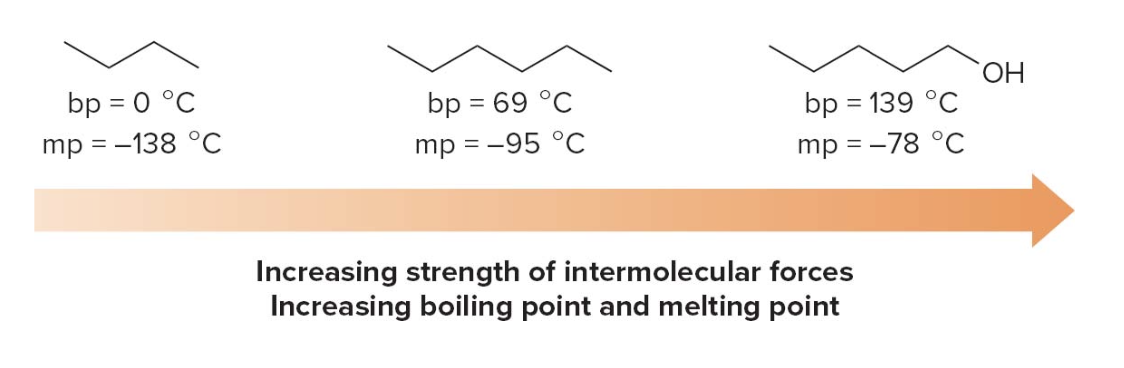 OH
bp = 0 °C
mp = –138 °C
bp = 69 °C
mp = –95 °C
bp = 139 °C
mp = –78 °C
Increasing strength of intermolecular forces
Increasing boiling point and melting point